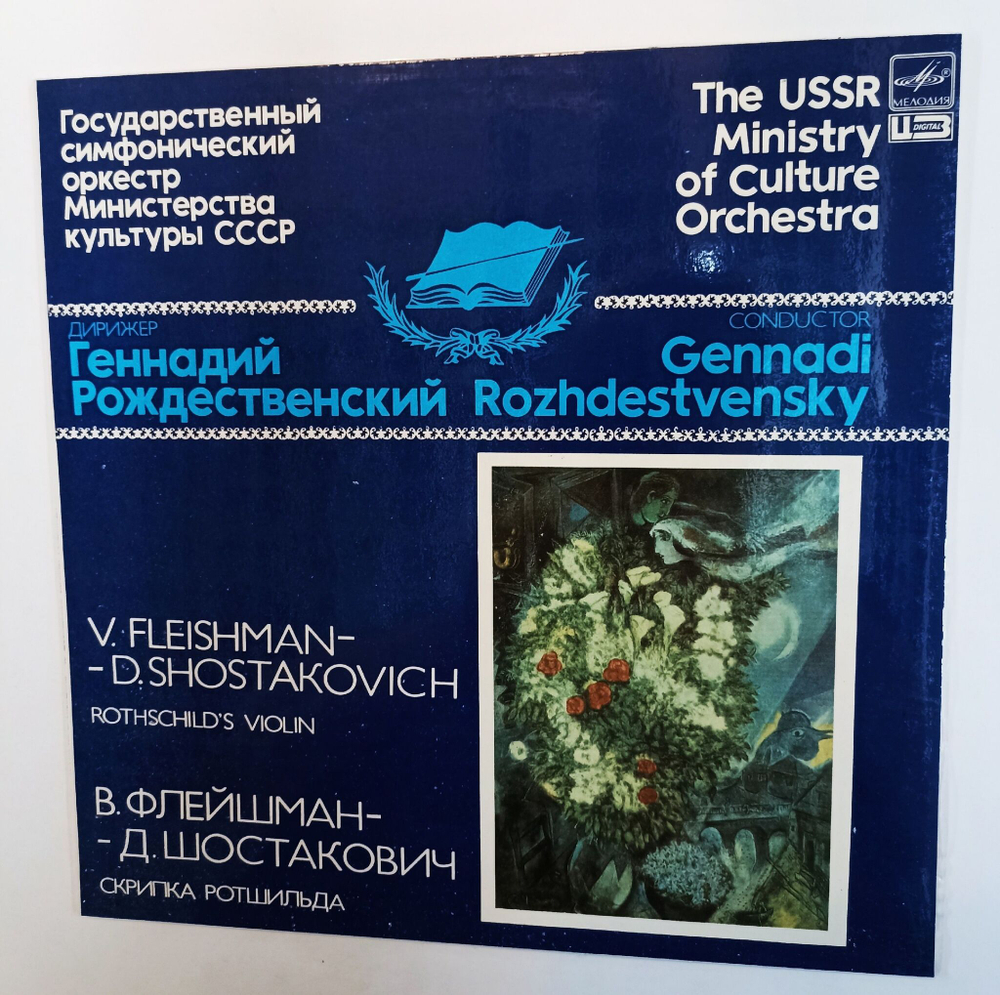 Государственный
симфонический
оркестр
Министерства
культуры СССР
The USSR
Ministry
of Culture
Orchestra
МЕЛОДИЯ
DIGITAL
ДИРИЖЕР
Геннадий
Рождественский
CONDUCTOR
Gennadi
Rozhdestvensky
V. FLEISHMAN–
– D. SHOSTAKOVICH
ROTHSCHILD'S VIOLIN
В. ФЛЕЙШМАН–
– Д. ШОСТАКОВИЧ
СКРИПКА РОТШИЛЬДА